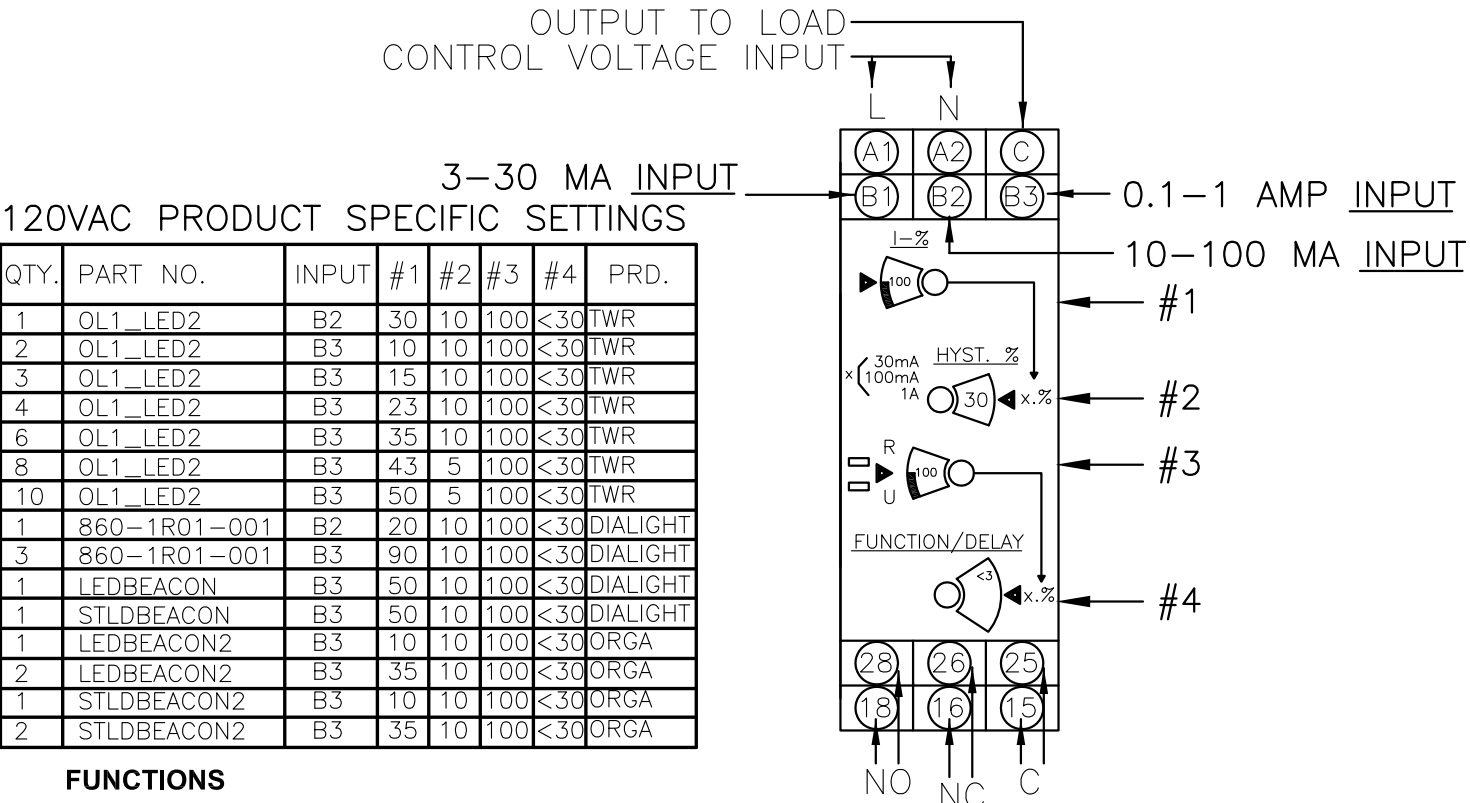 OUTPUT TO LOAD
CONTROL VOLTAGE INPUT
L N
A1 A2 C
3-30 MA INPUT
B1 B2 B3
0.1-1 AMP INPUT
10-100 MA INPUT
120VAC PRODUCT SPECIFIC SETTINGS
QTY. PART NO. INPUT #1 #2 #3 #4 PRD.
1 OL1_LED2 B2 30 10 100 <30 TWR
2 OL1_LED2 B3 10 10 100 <30 TWR
3 OL1_LED2 B3 15 10 100 <30 TWR
4 OL1_LED2 B3 23 10 100 <30 TWR
6 OL1_LED2 B3 35 10 100 <30 TWR
8 OL1_LED2 B3 43 5 100 <30 TWR
10 OL1_LED2 B3 50 5 100 <30 TWR
1 860-1R01-001 B2 20 10 100 <30 DIALIGHT
3 860-1R01-001 B3 90 10 100 <30 DIALIGHT
1 LEDBEACON B3 50 10 100 <30 DIALIGHT
1 STLDBEACON B3 50 10 100 <30 DIALIGHT
1 LEDBEACON2 B3 10 10 100 <30 ORGA
2 LEDBEACON2 B3 35 10 100 <30 ORGA
1 STLDBEACON2 B3 10 10 100 <30 ORGA
2 STLDBEACON2 B3 35 10 100 <30 ORGA
FUNCTIONS
I-%
100
#1
30mA
x 100mA
1A
HYST. %
30 x.%
#2
R
100
U
#3
FUNCTION/DELAY
<3
x.%
#4
28 26 25
18 16 15
NO NC C